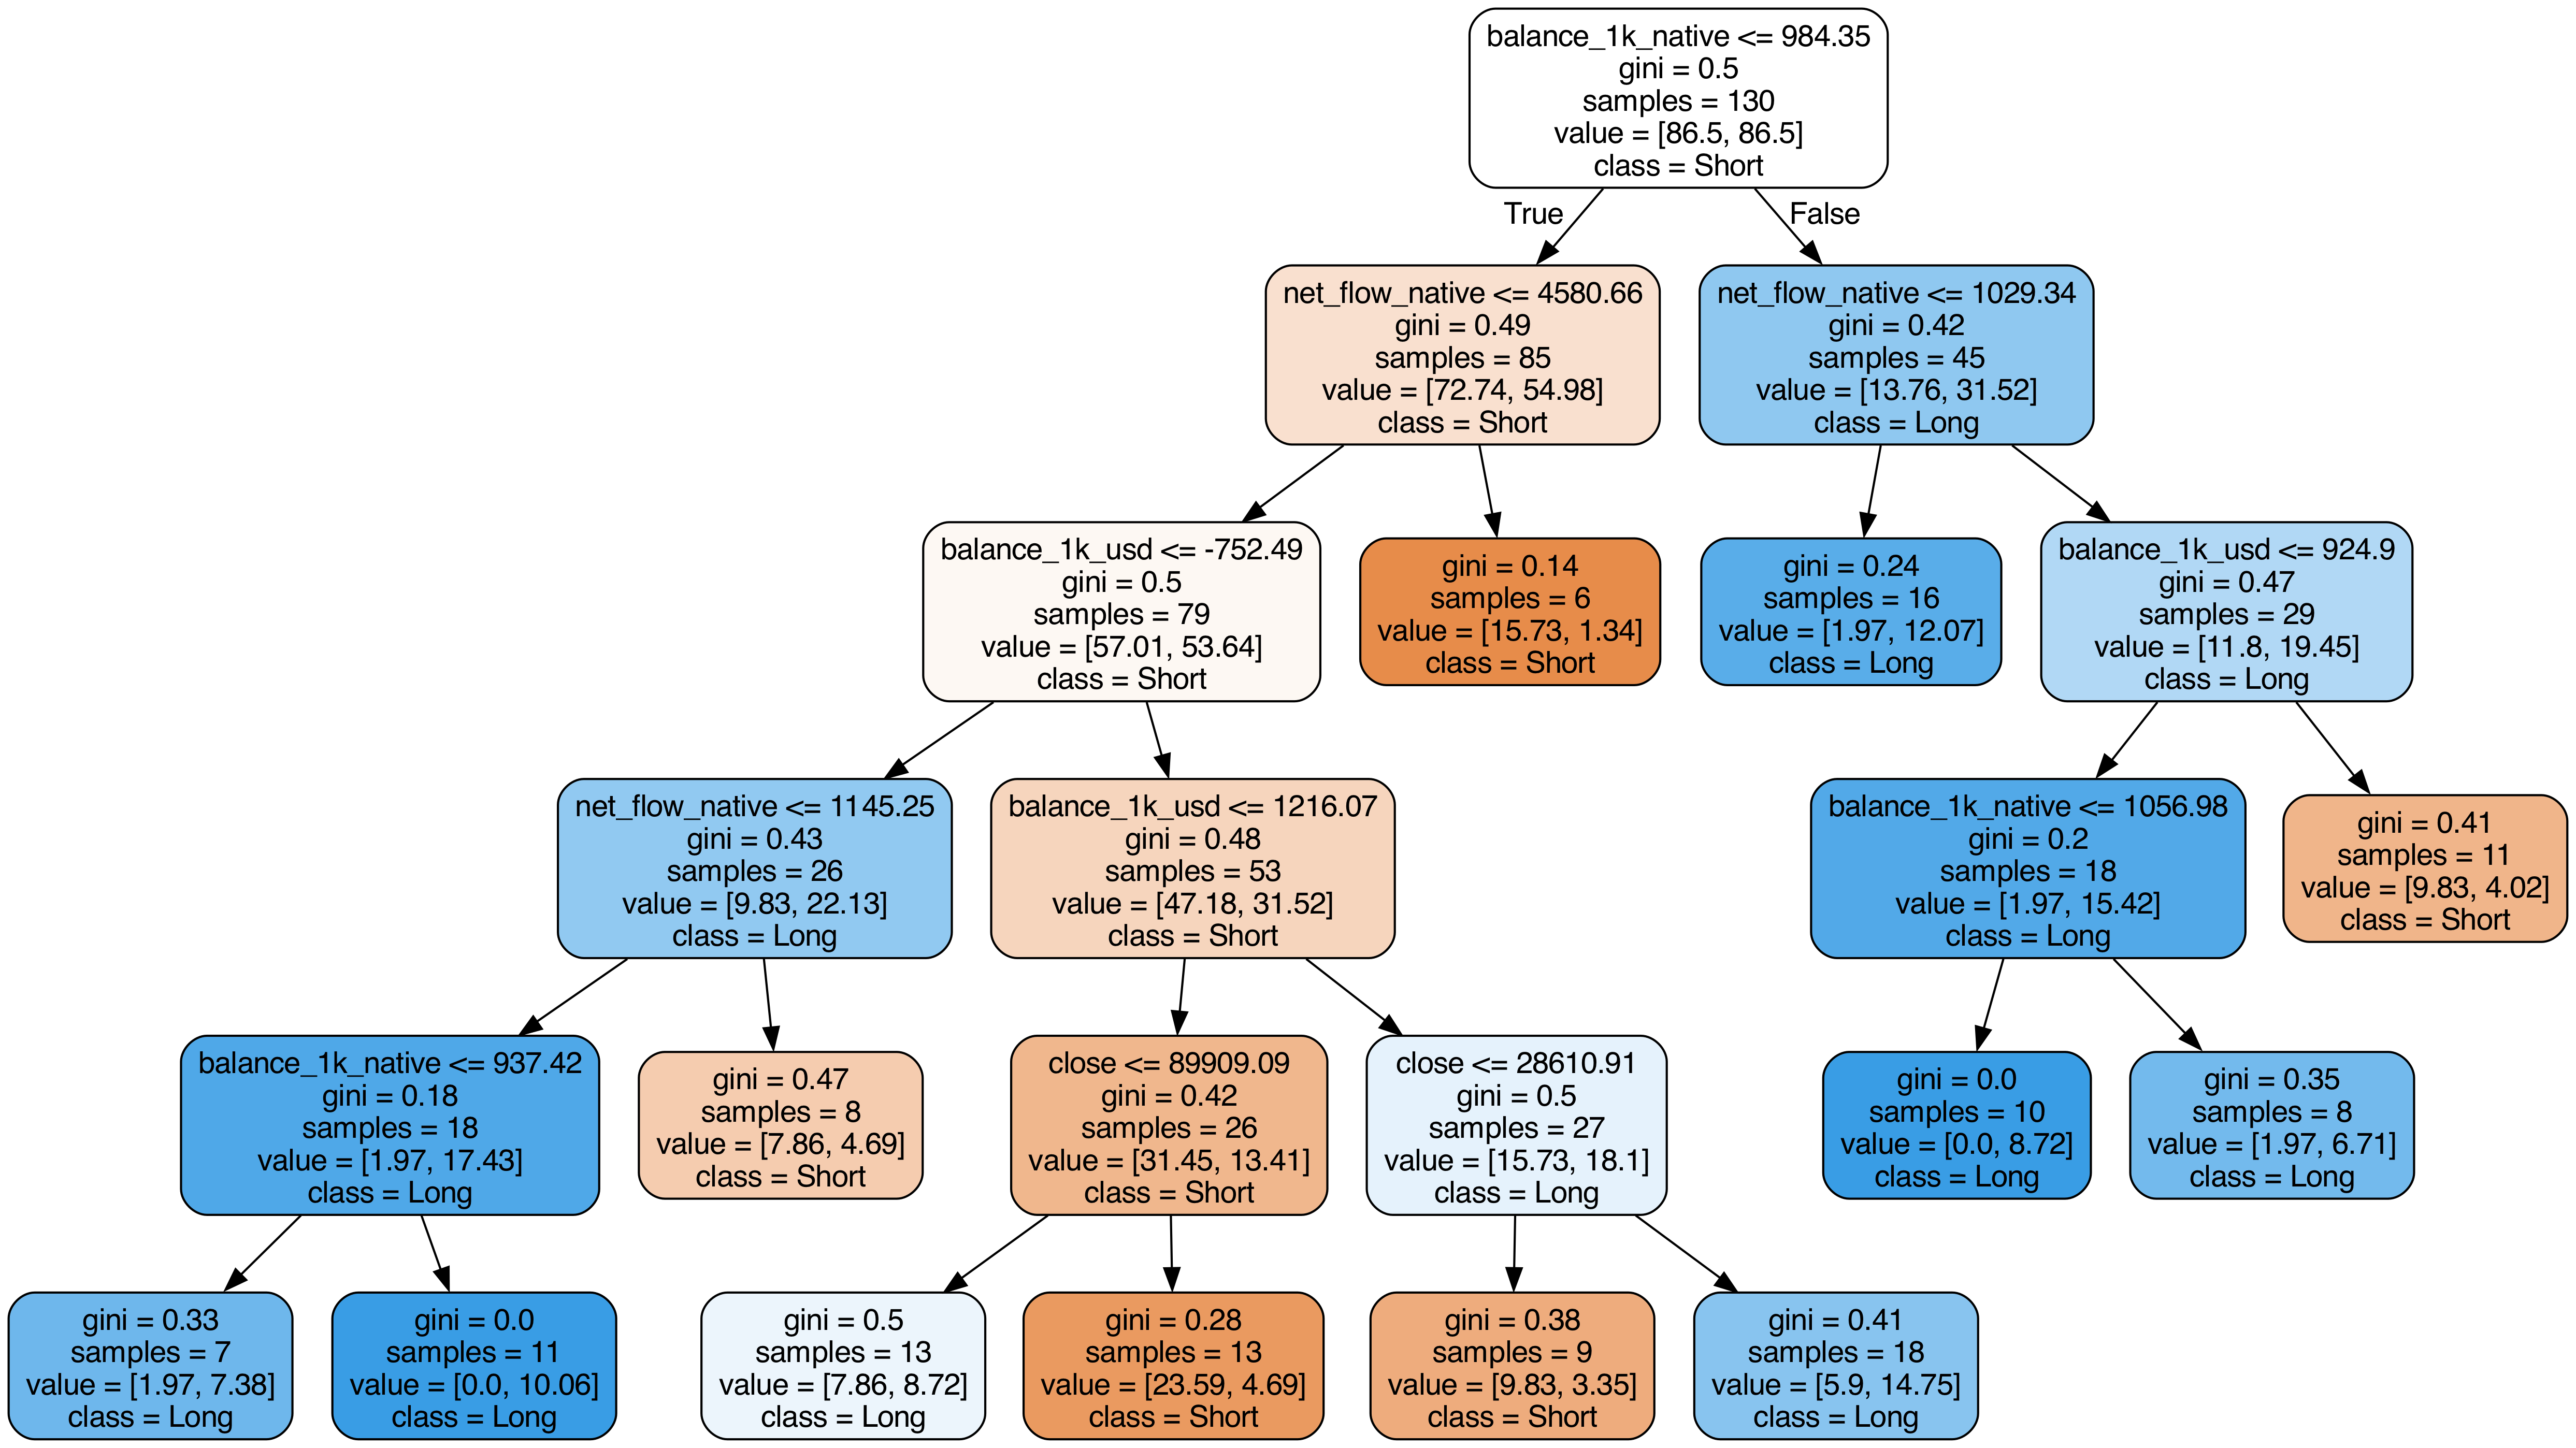 balance_1k_native <= 984.35
gini = 0.5
samples = 130
value = [86.5, 86.5]
class = Short
True
False
net_flow_native <= 4580.66
gini = 0.49
samples = 85
value = [72.74, 54.98]
class = Short
net_flow_native <= 1029.34
gini = 0.42
samples = 45
value = [13.76, 31.52]
class = Long
balance_1k_usd <= -752.49
gini = 0.5
samples = 79
value = [57.01, 53.64]
class = Short
gini = 0.14
samples = 6
value = [15.73, 1.34]
class = Short
gini = 0.24
samples = 16
value = [1.97, 12.07]
class = Long
balance_1k_usd <= 924.9
gini = 0.47
samples = 29
value = [11.8, 19.45]
class = Long
net_flow_native <= 1145.25
gini = 0.43
samples = 26
value = [9.83, 22.13]
class = Long
balance_1k_usd <= 1216.07
gini = 0.48
samples = 53
value = [47.18, 31.52]
class = Short
balance_1k_native <= 1056.98
gini = 0.2
samples = 18
value = [1.97, 15.42]
class = Long
gini = 0.41
samples = 11
value = [9.83, 4.02]
class = Short
balance_1k_native <= 937.42
gini = 0.18
samples = 18
value = [1.97, 17.43]
class = Long
gini = 0.47
samples = 8
value = [7.86, 4.69]
class = Short
close <= 89909.09
gini = 0.42
samples = 26
value = [31.45, 13.41]
class = Short
close <= 28610.91
gini = 0.5
samples = 27
value = [15.73, 18.1]
class = Long
gini = 0.0
samples = 10
value = [0.0, 8.72]
class = Long
gini = 0.35
samples = 8
value = [1.97, 6.71]
class = Long
gini = 0.33
samples = 7
value = [1.97, 7.38]
class = Long
gini = 0.0
samples = 11
value = [0.0, 10.06]
class = Long
gini = 0.5
samples = 13
value = [7.86, 8.72]
class = Long
gini = 0.28
samples = 13
value = [23.59, 4.69]
class = Short
gini = 0.38
samples = 9
value = [9.83, 3.35]
class = Short
gini = 0.41
samples = 18
value = [5.9, 14.75]
class = Long